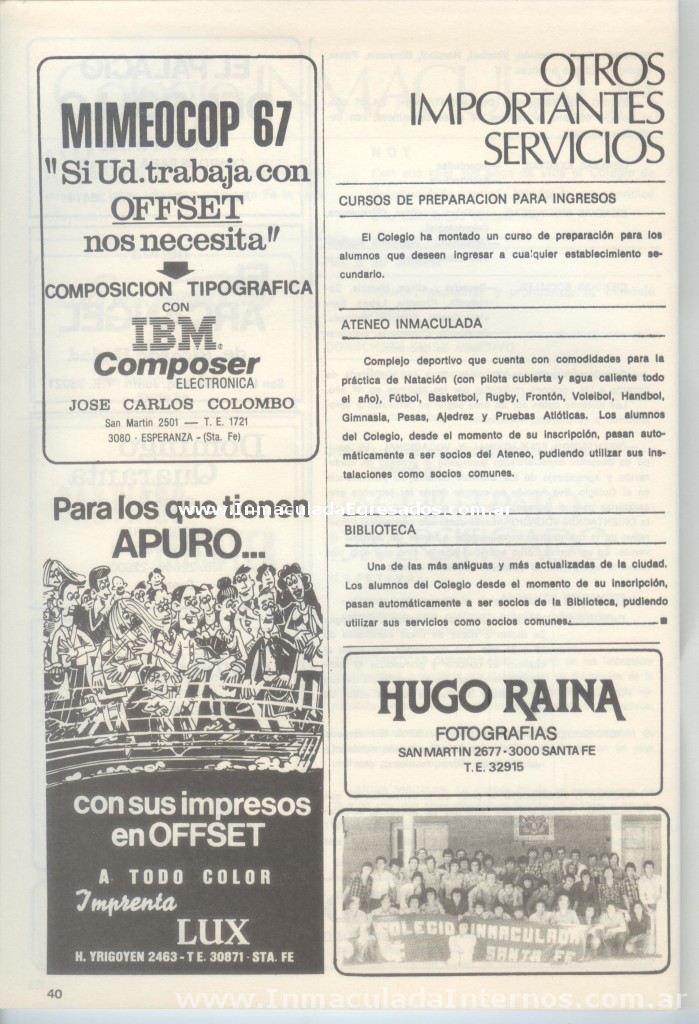 MIMEOCOP 67
"Si Ud. trabaja con
OFFSET
nos necesita"
COMPOSICION TIPOGRAFICA
CON
IBM.
Composer
ELECTRONICA
JOSE CARLOS COLOMBO
San Martin 2501 — T. E. 1721
3080 - ESPERANZA - (Sta. Fe)
Para los que tienen
APURO...
con sus impresos
en OFFSET
A TODO COLOR
Imprenta
LUX
H. YRIGOYEN 2463 - T E. 30871 - STA. FE
40
OTROS
IMPORTANTES
SERVICIOS
CURSOS DE PREPARACION PARA INGRESOS
El Colegio ha montado un curso de preparación para los
alumnos que deseen ingresar a cualquier establecimiento se-
cundario.
ATENEO INMACULADA
Complejo deportivo que cuenta con comodidades para la
práctica de Natación (con pilota cubierta y agua caliente todo
el año), Fútbol, Basketbol, Rugby, Frontón, Voleibol, Handbol,
Gimnasia, Pesas, Ajedrez y Pruebas Atlóticas. Los alumnos
del Colegio, desde el momento de su inscripción, pasan auto-
máticamente a ser socios del Ateneo, pudiendo utilizar sus ins-
talaciones como socios comunes.
www.InmaculadaEgresados.com.ar
BIBLIOTECA
Una de las más antiguas y más actualizadas de la ciudad.
Los alumnos del Colegio desde el momento de su inscripción,
pasan automáticamente a ser socios de la Biblioteca, pudiendo
utilizar sus servicios como socios comunes.
HUGO RAINA
FOTOGRAFIAS
SAN MARTIN 2677 - 3000 SANTA FE
T. E. 32915
COLEGIO INMACULADA
SANTA FE
www.InmaculadaInternos.com.ar